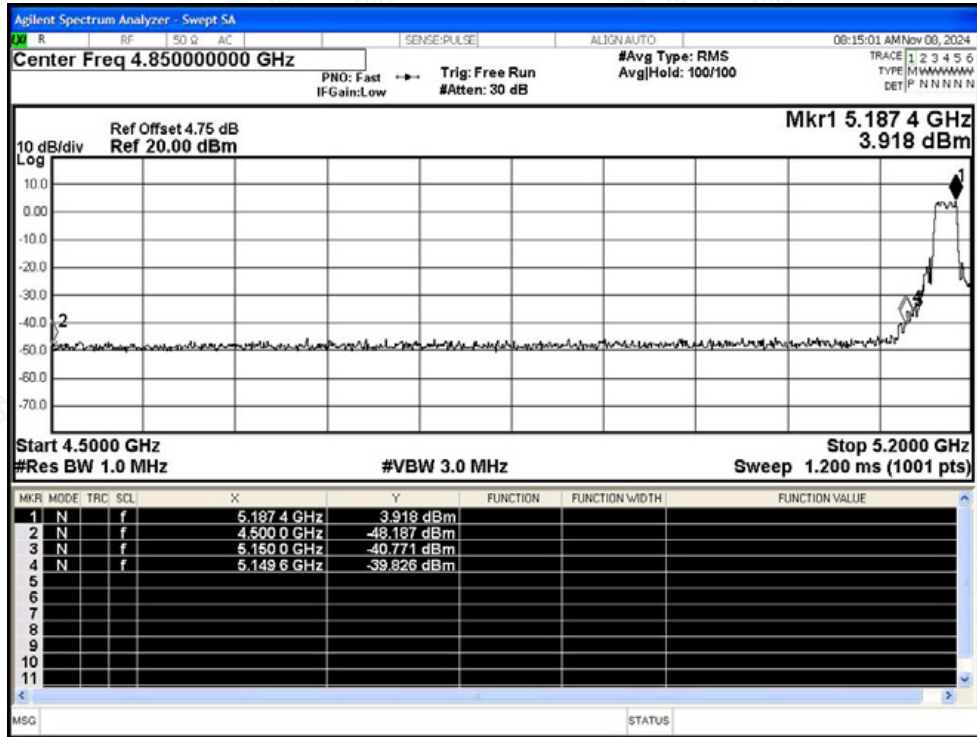 Agilent Spectrum Analyzer - Swept SA
LXI R RF 50 Ω AC SENSE:PULSE ALIGN AUTO 08:15:01 AM Nov 08, 2024
Center Freq 4.850000000 GHz
PNO: Fast
IFGain:Low
Trig: Free Run
#Atten: 30 dB
#Avg Type: RMS
Avg|Hold: 100/100
TRACE 1 2 3 4 5 6
TYPE M WWWWW
DET P N N N N N
Mkr1 5.187 4 GHz
3.918 dBm
Ref Offset 4.75 dB
10 dB/div Ref 20.00 dBm
Log
1
10.0
0.00
-10.0
-20.0
-30.0
-40.0
2
4
-50.0
-60.0
-70.0
Start 4.5000 GHz Stop 5.2000 GHz
#Res BW 1.0 MHz #VBW 3.0 MHz Sweep 1.200 ms (1001 pts)
MKR MODE TRC SCL X Y FUNCTION FUNCTION WIDTH FUNCTION VALUE
1 N f 5.187 4 GHz 3.918 dBm
2 N f 4.500 0 GHz -48.187 dBm
3 N f 5.150 0 GHz -40.771 dBm
4 N f 5.149 6 GHz -39.826 dBm
5
6
7
8
9
10
11
MSG STATUS